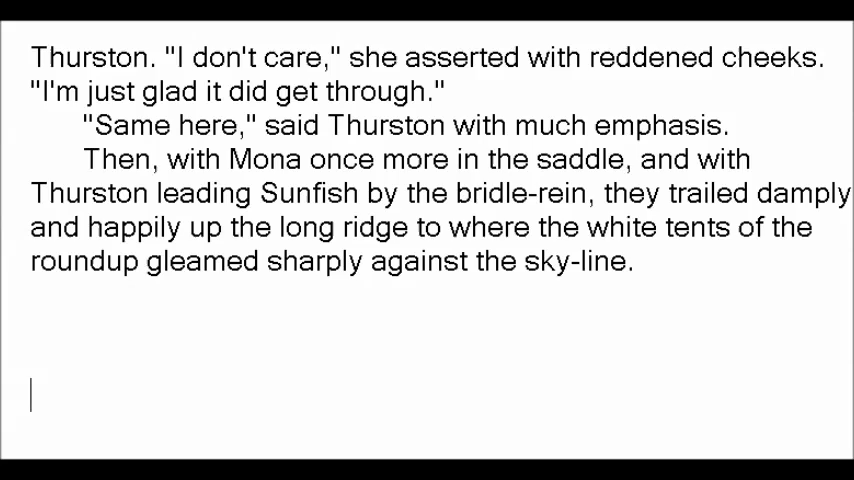 Thurston. "I don't care," she asserted with reddened cheeks.
"I'm just glad it did get through."
"Same here," said Thurston with much emphasis.
Then, with Mona once more in the saddle, and with
Thurston leading Sunfish by the bridle-rein, they trailed damply
and happily up the long ridge to where the white tents of the
roundup gleamed sharply against the sky-line.